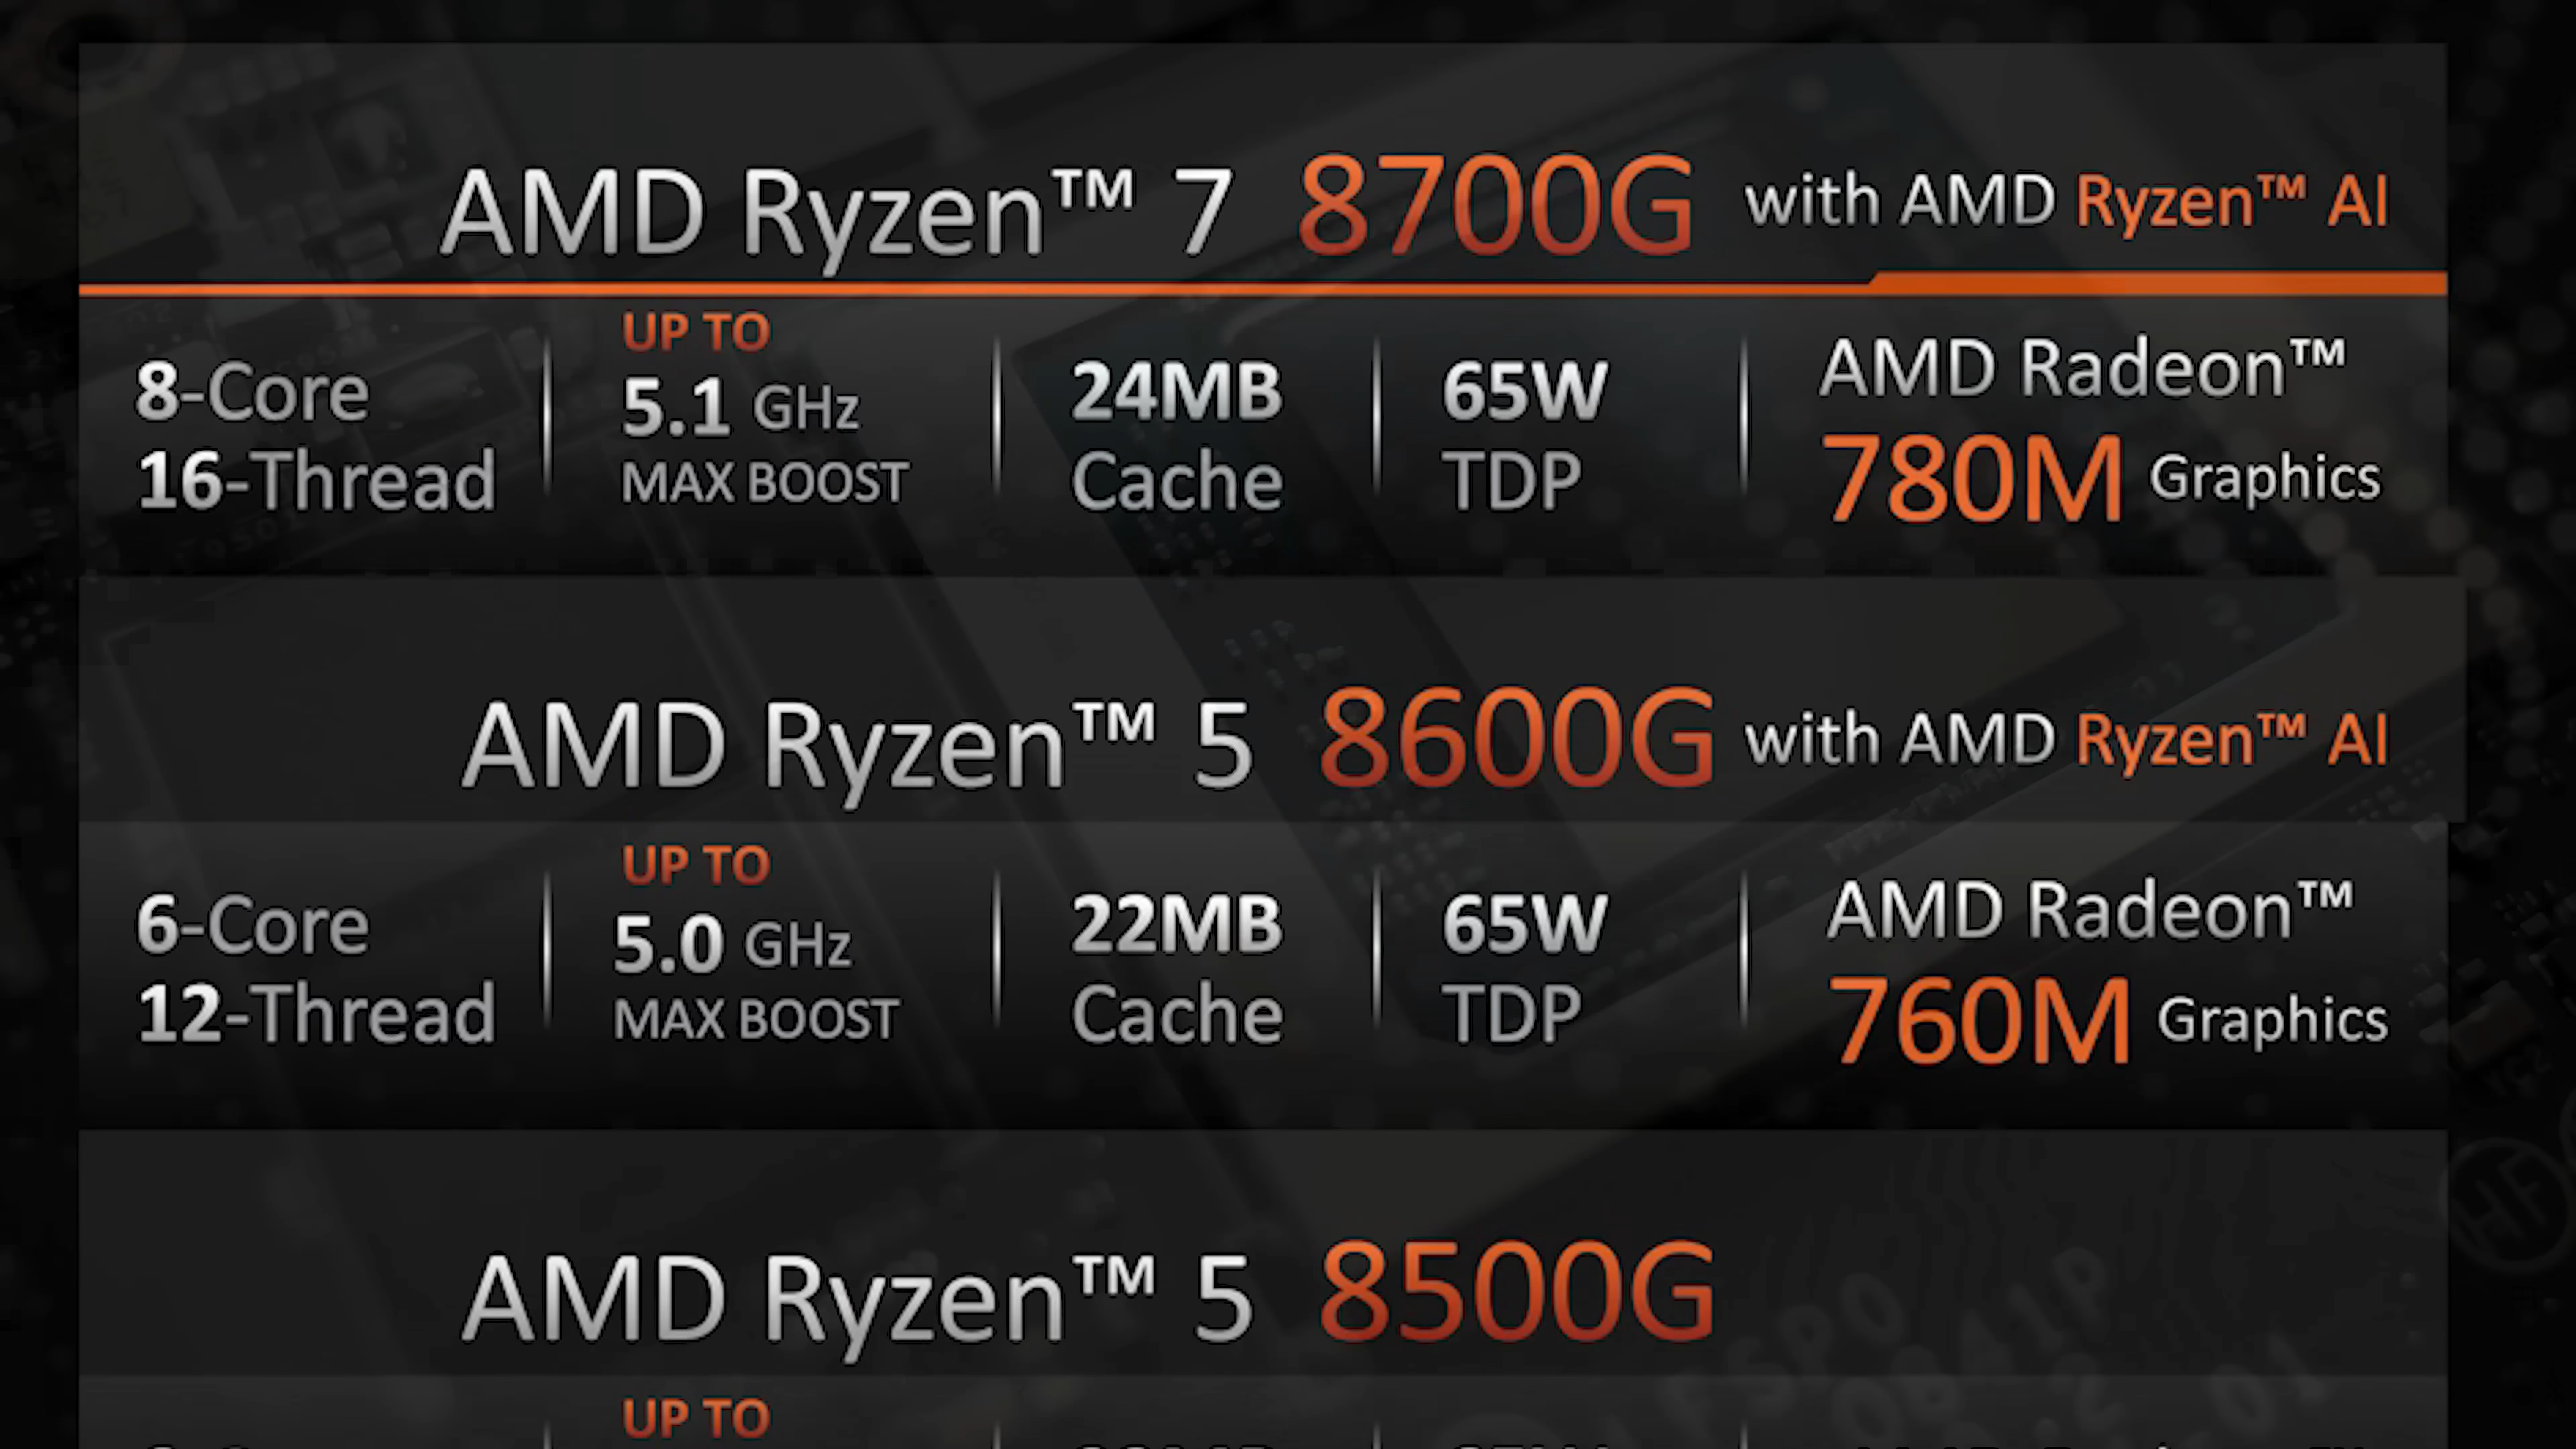 AMD Ryzen™ 7 8700G with AMD Ryzen™ AI
8-Core
16-Thread
UP TO
5.1 GHz
MAX BOOST
24MB
Cache
65W
TDP
AMD Radeon™
780M Graphics
AMD Ryzen™ 5 8600G with AMD Ryzen™ AI
6-Core
12-Thread
UP TO
5.0 GHz
MAX BOOST
22MB
Cache
65W
TDP
AMD Radeon™
760M Graphics
AMD Ryzen™ 5 8500G
UP TO